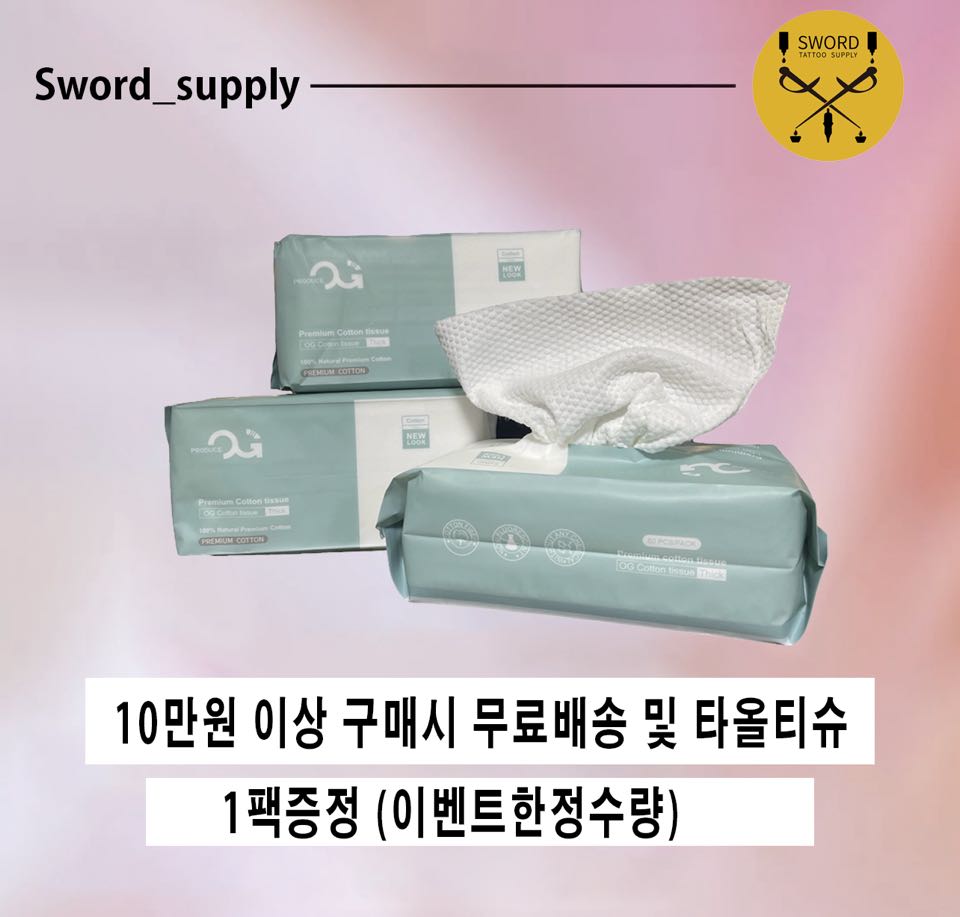 Sword_supply
SWORD
TATTOO SUPPLY
PRODUCE OG
Cotton
NEW
LOOK
Premium Cotton tissue
OG Cotton tissue Thick
100% Natural Premium Cotton
PREMIUM COTTON
PRODUCE OG
Cotton
NEW
LOOK
Premium Cotton tissue
OG Cotton tissue Thick
100% Natural Premium Cotton
PREMIUM COTTON
Premium cotton tissue
OG Cotton tissue Thick
10만원 이상 구매시 무료배송 및 타올티슈
1팩증정 (이벤트한정수량)